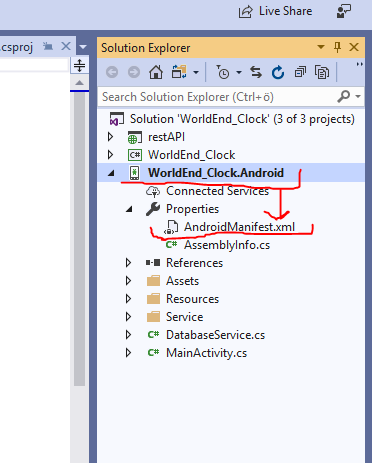 Live Share
.csproj
Solution Explorer
Search Solution Explorer (Ctrl+ö)
Solution 'WorldEnd_Clock' (3 of 3 projects)
restAPI
WorldEnd_Clock
WorldEnd_Clock.Android
Connected Services
Properties
AndroidManifest.xml
C# AssemblyInfo.cs
References
Assets
Resources
Service
C# DatabaseService.cs
C# MainActivity.cs